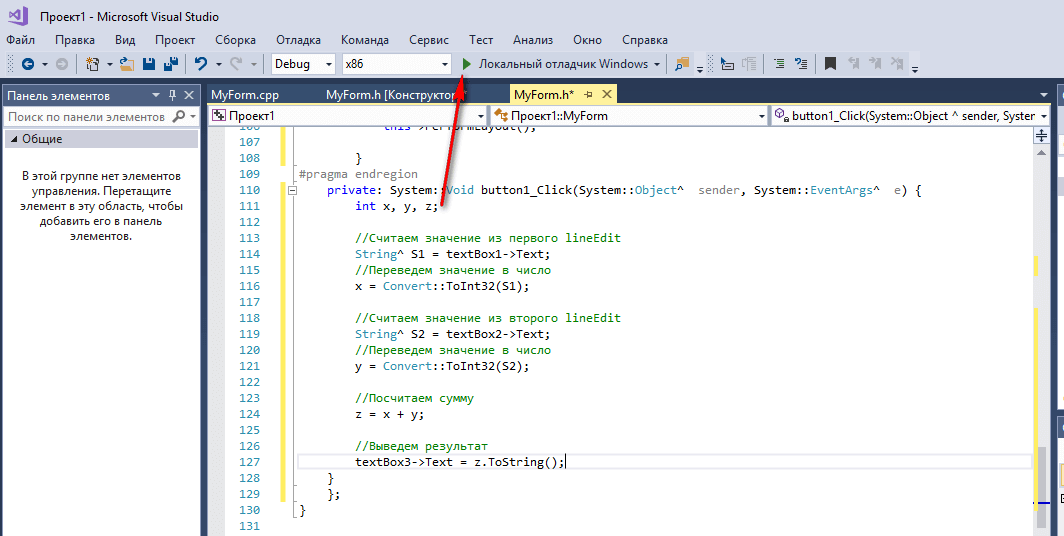 Проект1 - Microsoft Visual Studio
Файл Правка Вид Проект Сборка Отладка Команда Сервис Тест Анализ Окно Справка
Debug x86 Локальный отладчик Windows
Панель элементов
Поиск по панели элементов
Общие
В этой группе нет элементов
управления. Перетащите
элемент в эту область, чтобы
добавить его в панель
элементов.
MyForm.cpp MyForm.h [Конструктор]* MyForm.h*
Проект1 Проект1::MyForm button1_Click(System::Object ^ sender, System
106 this->PerformLayout();
107
108 }
109 #pragma endregion
110 private: System::Void button1_Click(System::Object^ sender, System::EventArgs^ e) {
111 int x, y, z;
112
113 //Считаем значение из первого lineEdit
114 String^ S1 = textBox1->Text;
115 //Переведем значение в число
116 x = Convert::ToInt32(S1);
117
118 //Считаем значение из второго lineEdit
119 String^ S2 = textBox2->Text;
120 //Переведем значение в число
121 y = Convert::ToInt32(S2);
122
123 //Посчитаем сумму
124 z = x + y;
125
126 //Выведем результат
127 textBox3->Text = z.ToString();
128 }
129 };
130 }
131